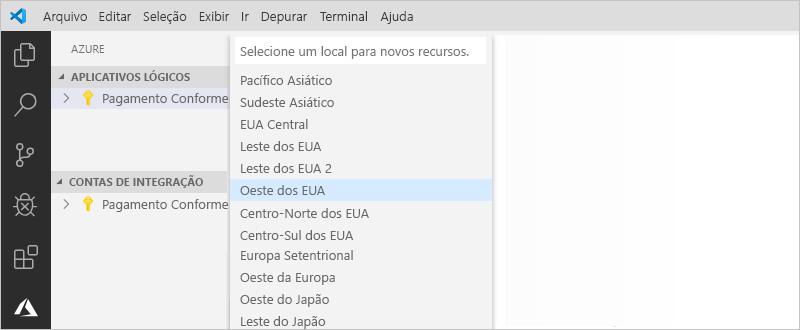 Arquivo Editar Seleção Exibir Ir Depurar Terminal Ajuda
AZURE
APLICATIVOS LÓGICOS
Pagamento Conforme
CONTAS DE INTEGRAÇÃO
Pagamento Conforme
Selecione um local para novos recursos.
Pacífico Asiático
Sudeste Asiático
EUA Central
Leste dos EUA
Leste dos EUA 2
Oeste dos EUA
Centro-Norte dos EUA
Centro-Sul dos EUA
Europa Setentrional
Oeste da Europa
Oeste do Japão
Leste do Japão